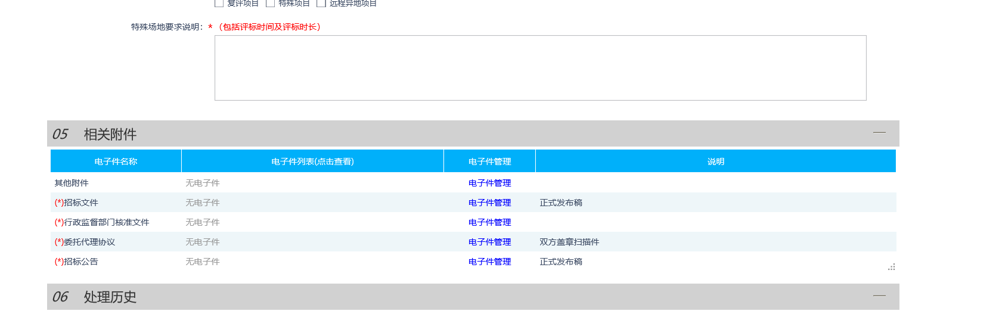 复评项目 特殊项目 远程异地项目
特殊场地要求说明：* （包括评标时间及评标时长）
05 相关附件
电子件名称 电子件列表(点击查看) 电子件管理 说明
其他附件 无电子件 电子件管理
(*)招标文件 无电子件 电子件管理 正式发布稿
(*)行政监督部门核准文件 无电子件 电子件管理
(*)委托代理协议 无电子件 电子件管理 双方盖章扫描件
(*)招标公告 无电子件 电子件管理 正式发布稿
06 处理历史